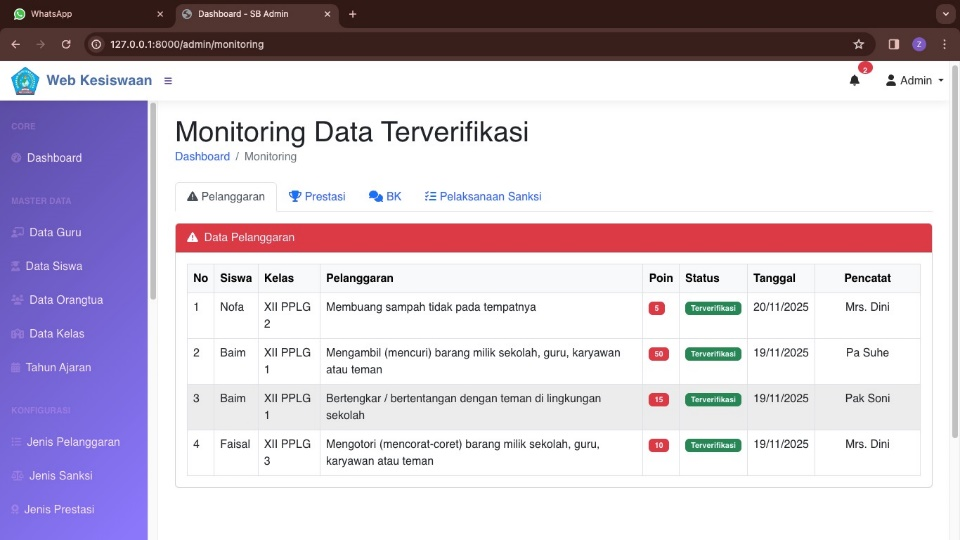 WhatsApp
Dashboard - SB Admin
127.0.0.1:8000/admin/monitoring
Z
Web Kesiswaan
2
Admin
CORE
Dashboard
MASTER DATA
Data Guru
Data Siswa
Data Orangtua
Data Kelas
Tahun Ajaran
KONFIGURASI
Jenis Pelanggaran
Jenis Sanksi
Jenis Prestasi
Monitoring Data Terverifikasi
Dashboard / Monitoring
Pelanggaran Prestasi BK Pelaksanaan Sanksi
Data Pelanggaran
No Siswa Kelas Pelanggaran Poin Status Tanggal Pencatat
1 Nofa XII PPLG Membuang sampah tidak pada tempatnya 5 Terverifikasi 20/11/2025 Mrs. Dini
2
2 Baim XII PPLG Mengambil (mencuri) barang milik sekolah, guru, karyawan 50 Terverifikasi 19/11/2025 Pa Suhe
1 atau teman
3 Baim XII PPLG Bertengkar / bertentangan dengan teman di lingkungan 15 Terverifikasi 19/11/2025 Pak Soni
1 sekolah
4 Faisal XII PPLG Mengotori (mencorat-coret) barang milik sekolah, guru, 10 Terverifikasi 19/11/2025 Mrs. Dini
3 karyawan atau teman